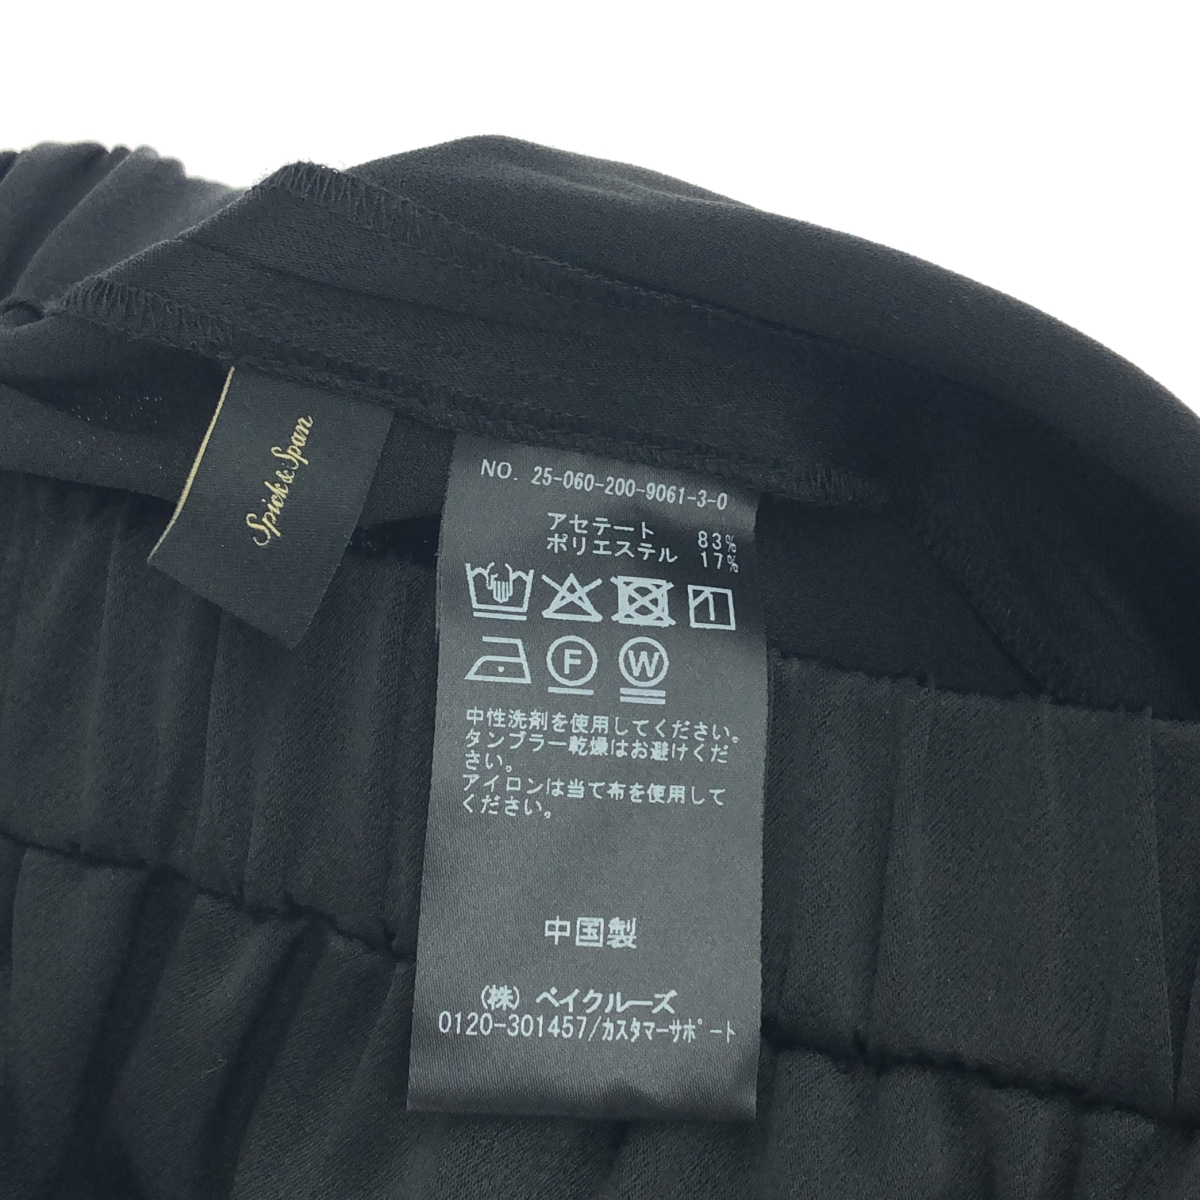 Spick&Span
NO. 25-060-200-9061-3-0
アセテート 83%
ポリエステル 17%
F W
中性洗剤を使用してください。
タンブラー乾燥はお避けくだ
さい。
アイロンは当て布を使用して
ください。
中国製
(株) ベイクルーズ
0120-301457/カスタマーサポート